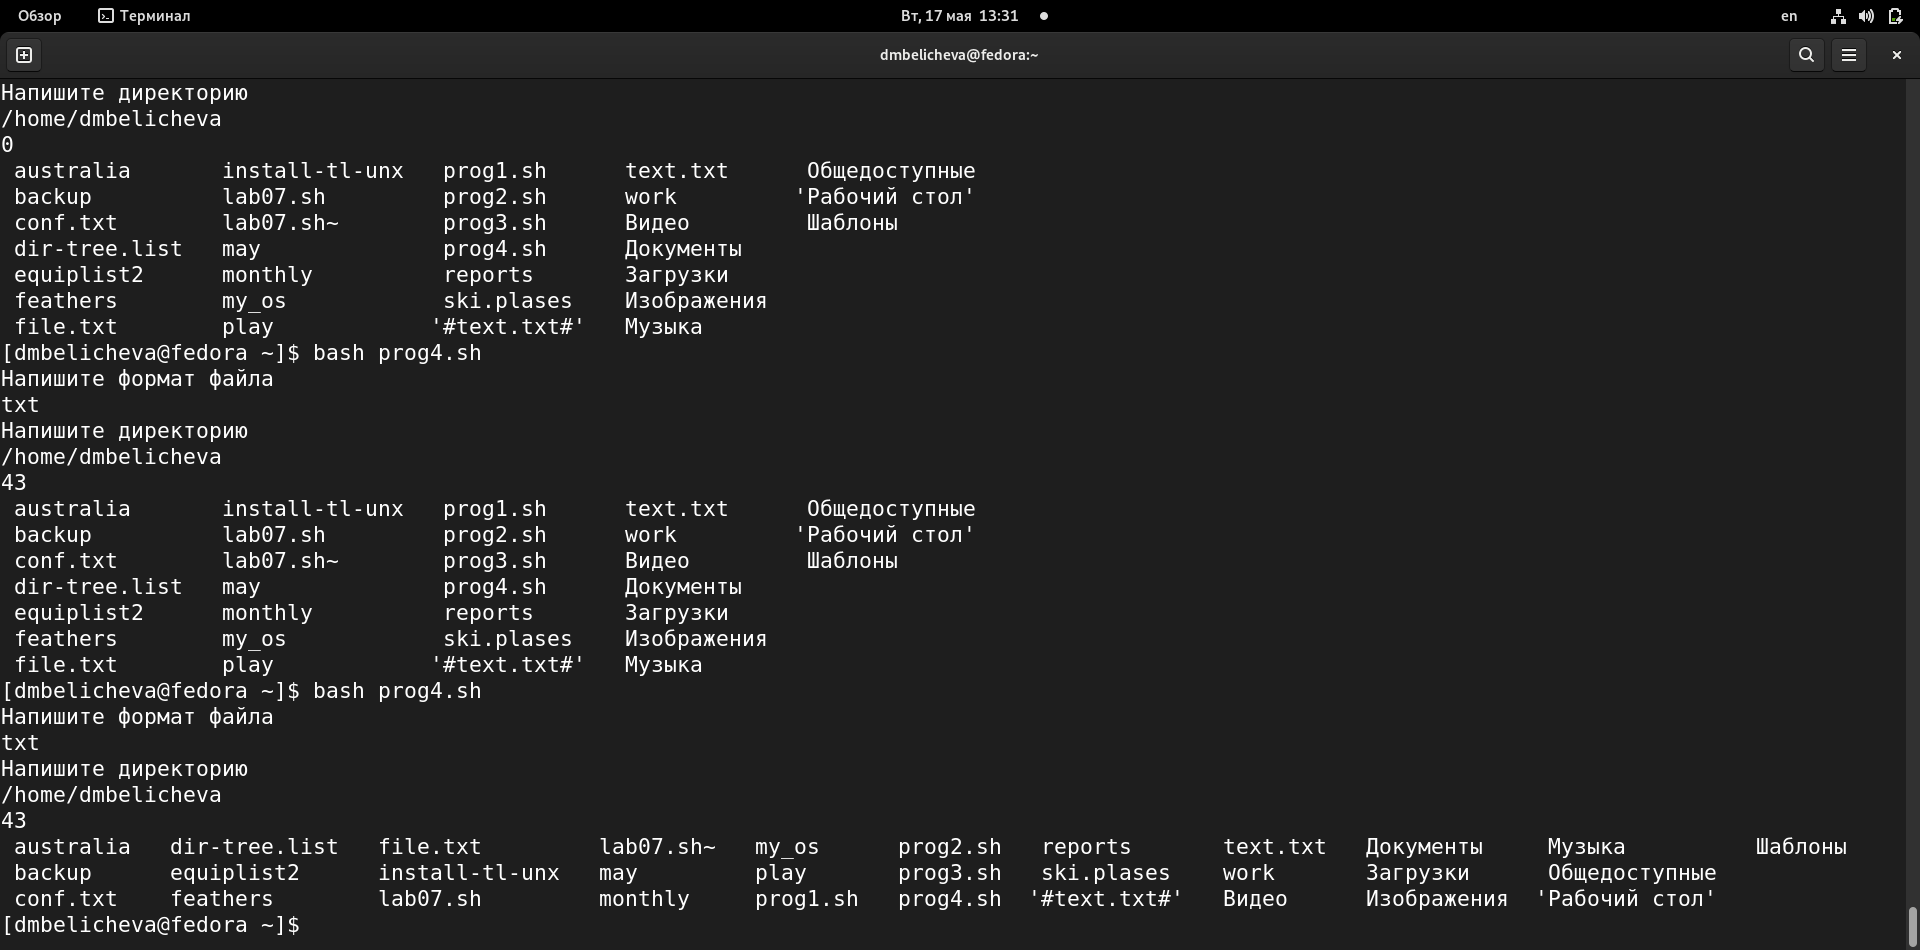 Обзор Терминал Вт, 17 мая 13:31 en
dmbelicheva@fedora:~
Напишите директорию
/home/dmbelicheva
0
australia install-tl-unx prog1.sh text.txt Общедоступные
backup lab07.sh prog2.sh work 'Рабочий стол'
conf.txt lab07.sh~ prog3.sh Видео Шаблоны
dir-tree.list may prog4.sh Документы
equiplist2 monthly reports Загрузки
feathers my_os ski.plases Изображения
file.txt play '#text.txt#' Музыка
[dmbelicheva@fedora ~]$ bash prog4.sh
Напишите формат файла
txt
Напишите директорию
/home/dmbelicheva
43
australia install-tl-unx prog1.sh text.txt Общедоступные
backup lab07.sh prog2.sh work 'Рабочий стол'
conf.txt lab07.sh~ prog3.sh Видео Шаблоны
dir-tree.list may prog4.sh Документы
equiplist2 monthly reports Загрузки
feathers my_os ski.plases Изображения
file.txt play '#text.txt#' Музыка
[dmbelicheva@fedora ~]$ bash prog4.sh
Напишите формат файла
txt
Напишите директорию
/home/dmbelicheva
43
australia dir-tree.list file.txt lab07.sh~ my_os prog2.sh reports text.txt Документы Музыка Шаблоны
backup equiplist2 install-tl-unx may play prog3.sh ski.plases work Загрузки Общедоступные
conf.txt feathers lab07.sh monthly prog1.sh prog4.sh '#text.txt#' Видео Изображения 'Рабочий стол'
[dmbelicheva@fedora ~]$